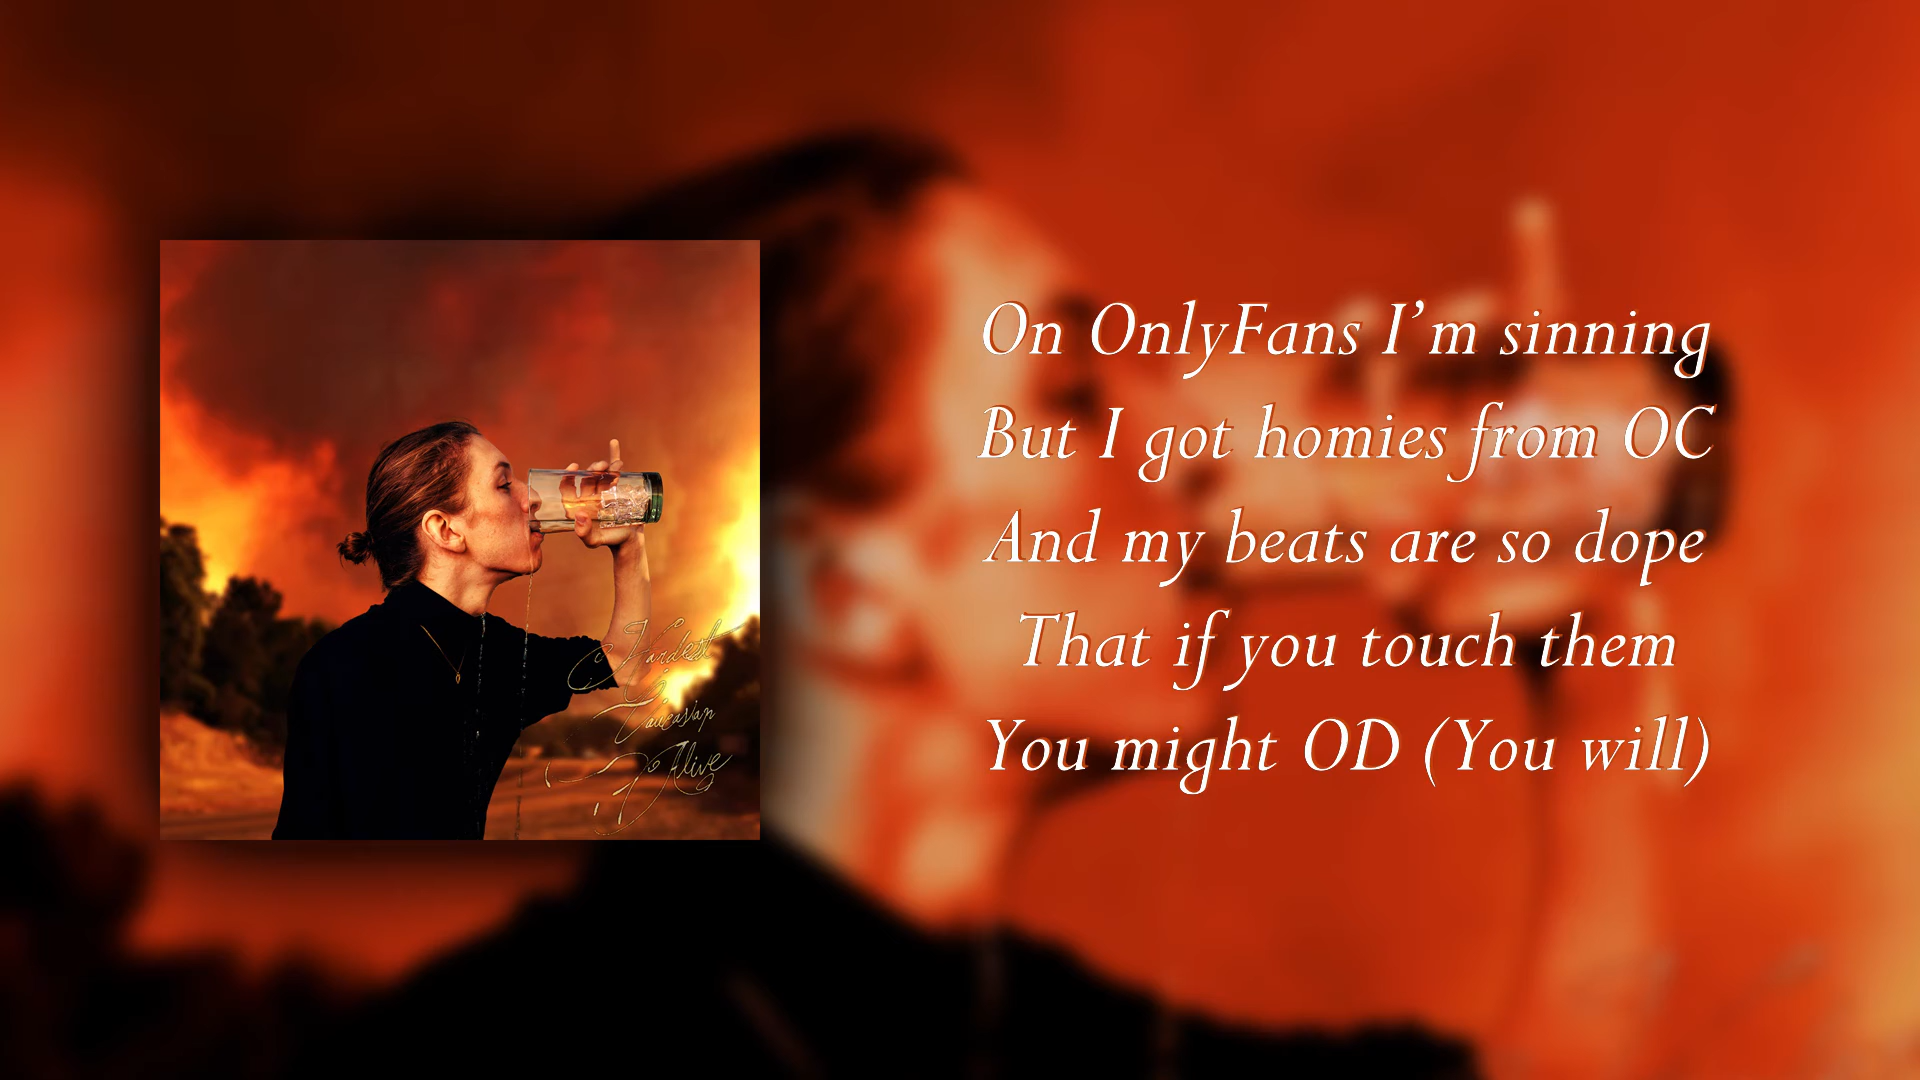 Hardest
Caucasian
Alive
On OnlyFans I’m sinning
But I got homies from OC
And my beats are so dope
That if you touch them
You might OD (You will)